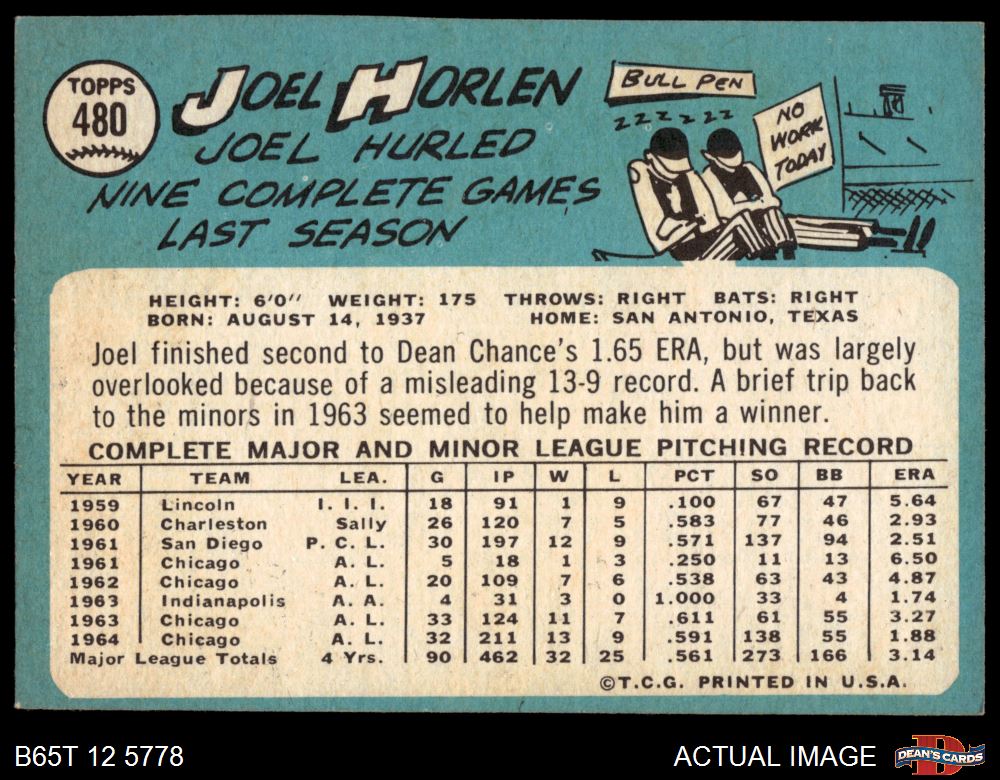 TOPPS
480
JOEL HORLEN
JOEL HURLED
NINE COMPLETE GAMES
LAST SEASON
BULL PEN
ZZZZZZZ
NO
WORK
TODAY
HEIGHT: 6'0" WEIGHT: 175 THROWS: RIGHT BATS: RIGHT
BORN: AUGUST 14, 1937 HOME: SAN ANTONIO, TEXAS
Joel finished second to Dean Chance's 1.65 ERA, but was largely
overlooked because of a misleading 13-9 record. A brief trip back
to the minors in 1963 seemed to help make him a winner.
COMPLETE MAJOR AND MINOR LEAGUE PITCHING RECORD
YEAR TEAM LEA. G IP W L PCT SO BB ERA
1959 Lincoln I. I. I. 18 91 1 9 .100 67 47 5.64
1960 Charleston Sally 26 120 7 5 .583 77 46 2.93
1961 San Diego P. C. L. 30 197 12 9 .571 137 94 2.51
1961 Chicago A. L. 5 18 1 3 .250 11 13 6.50
1962 Chicago A. L. 20 109 7 6 .538 63 43 4.87
1963 Indianapolis A. A. 4 31 3 0 1.000 33 4 1.74
1963 Chicago A. L. 33 124 11 7 .611 61 55 3.27
1964 Chicago A. L. 32 211 13 9 .591 138 55 1.88
Major League Totals 4 Yrs. 90 462 32 25 .561 273 166 3.14
©T.C.G. PRINTED IN U.S.A.
B65T 12 5778 ACTUAL IMAGE
DEAN'S CARDS